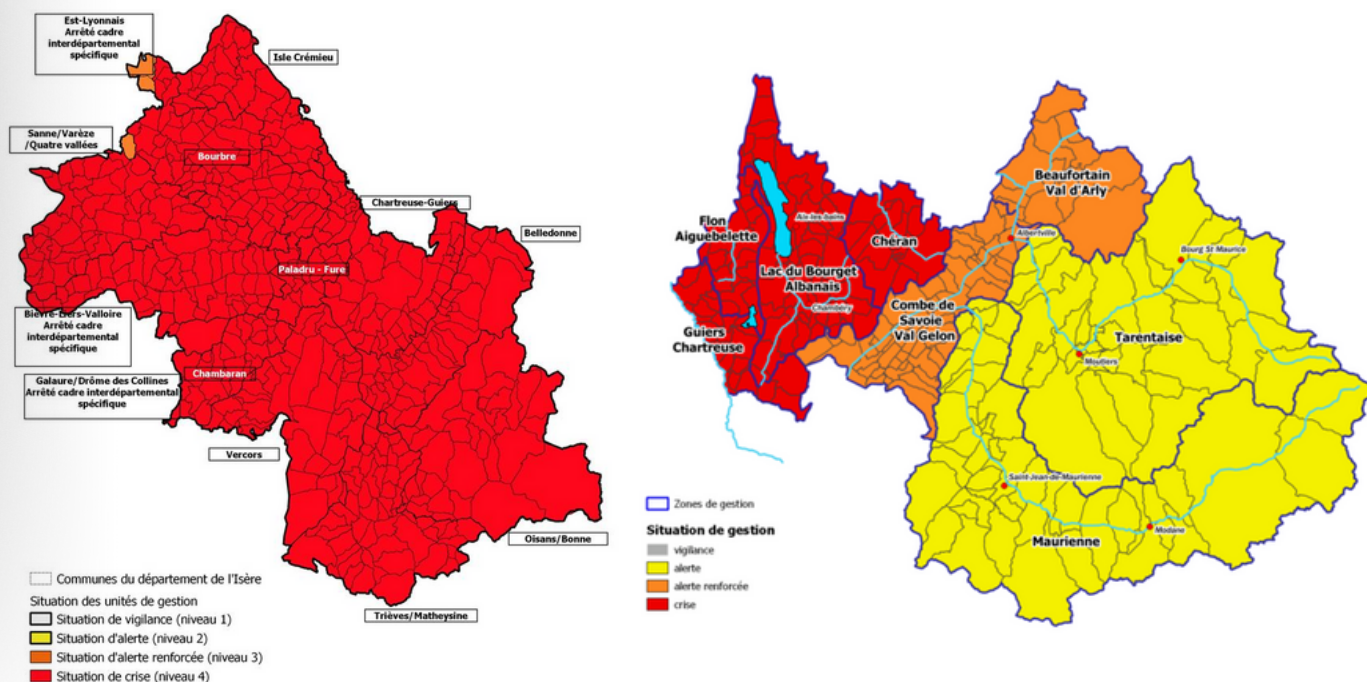 Est-Lyonnais
Arrêté cadre
interdépartemental
spécifique
Isle Crémieu
Sanne/Varèze
/Quatre vallées
Bourbre
Chartreuse-Guiers
Belledonne
Paladru - Fure
Bièvre-Liers-Valloire
Arrêté cadre
interdépartemental
spécifique
Chambaran
Galaure/Drôme des Collines
Arrêté cadre interdépartemental
spécifique
Vercors
Oisans/Bonne
Trièves/Matheysine
Communes du département de l'Isère
Situation des unités de gestion
Situation de vigilance (niveau 1)
Situation d'alerte (niveau 2)
Situation d'alerte renforcée (niveau 3)
Situation de crise (niveau 4)
Beaufortain
Val d'Arly
Flon
Aiguebelette
Aix-les-bains
Chéran
Albertville
Bourg St Maurice
Lac du Bourget
Albanais
Chambéry
Combe de
Savoie
Val Gelon
Guiers
Chartreuse
Tarentaise
Moutiers
Saint-Jean-de-Maurienne
Modane
Maurienne
Zones de gestion
Situation de gestion
vigilance
alerte
alerte renforcée
crise